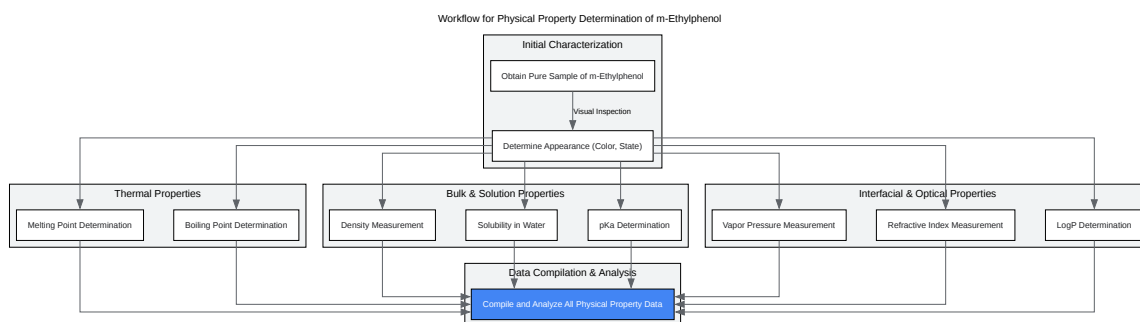 Workflow for Physical Property Determination of m-Ethylphenol
Initial Characterization
Obtain Pure Sample of m-Ethylphenol
Visual Inspection
Determine Appearance (Color, State)
Thermal Properties
Bulk & Solution Properties
Interfacial & Optical Properties
Melting Point Determination
Boiling Point Determination
Density Measurement
Solubility in Water
pKa Determination
Vapor Pressure Measurement
Refractive Index Measurement
LogP Determination
Data Compilation & Analysis
Compile and Analyze All Physical Property Data